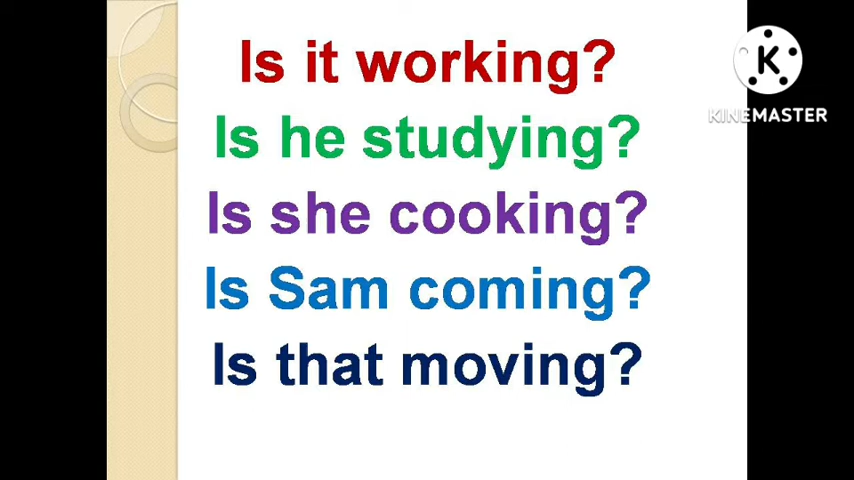 Is it working?
K
KINEMASTER
Is he studying?
Is she cooking?
Is Sam coming?
Is that moving?